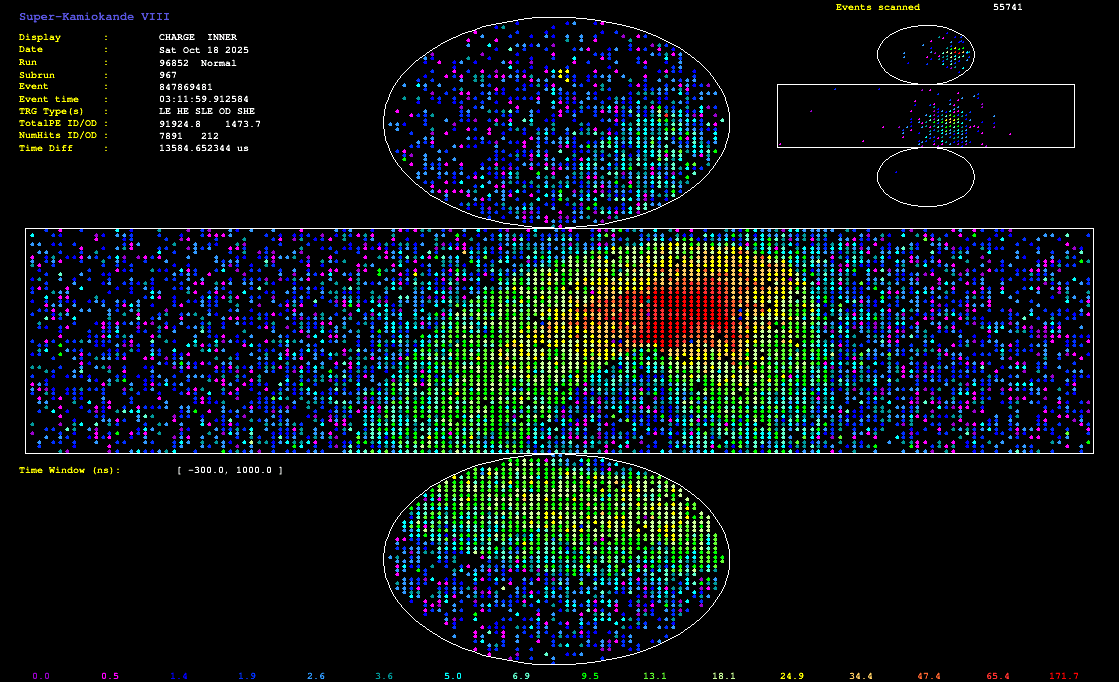 Super-Kamiokande VIII
Display : CHARGE INNER
Date : Sat Oct 18 2025
Run : 96852 Normal
Subrun : 967
Event : 847869481
Event time : 03:11:59.912584
TRG Type(s) : LE HE SLE OD SHE
TotalPE ID/OD : 91924.8 1473.7
NumHits ID/OD : 7891 212
Time Diff : 13584.652344 us
Events scanned 55741
Time Window (ns): [ -300.0, 1000.0 ]
0.0 0.5 1.4 1.9 2.6 3.6 5.0 6.9 9.5 13.1 18.1 24.9 34.4 47.4 65.4 171.7